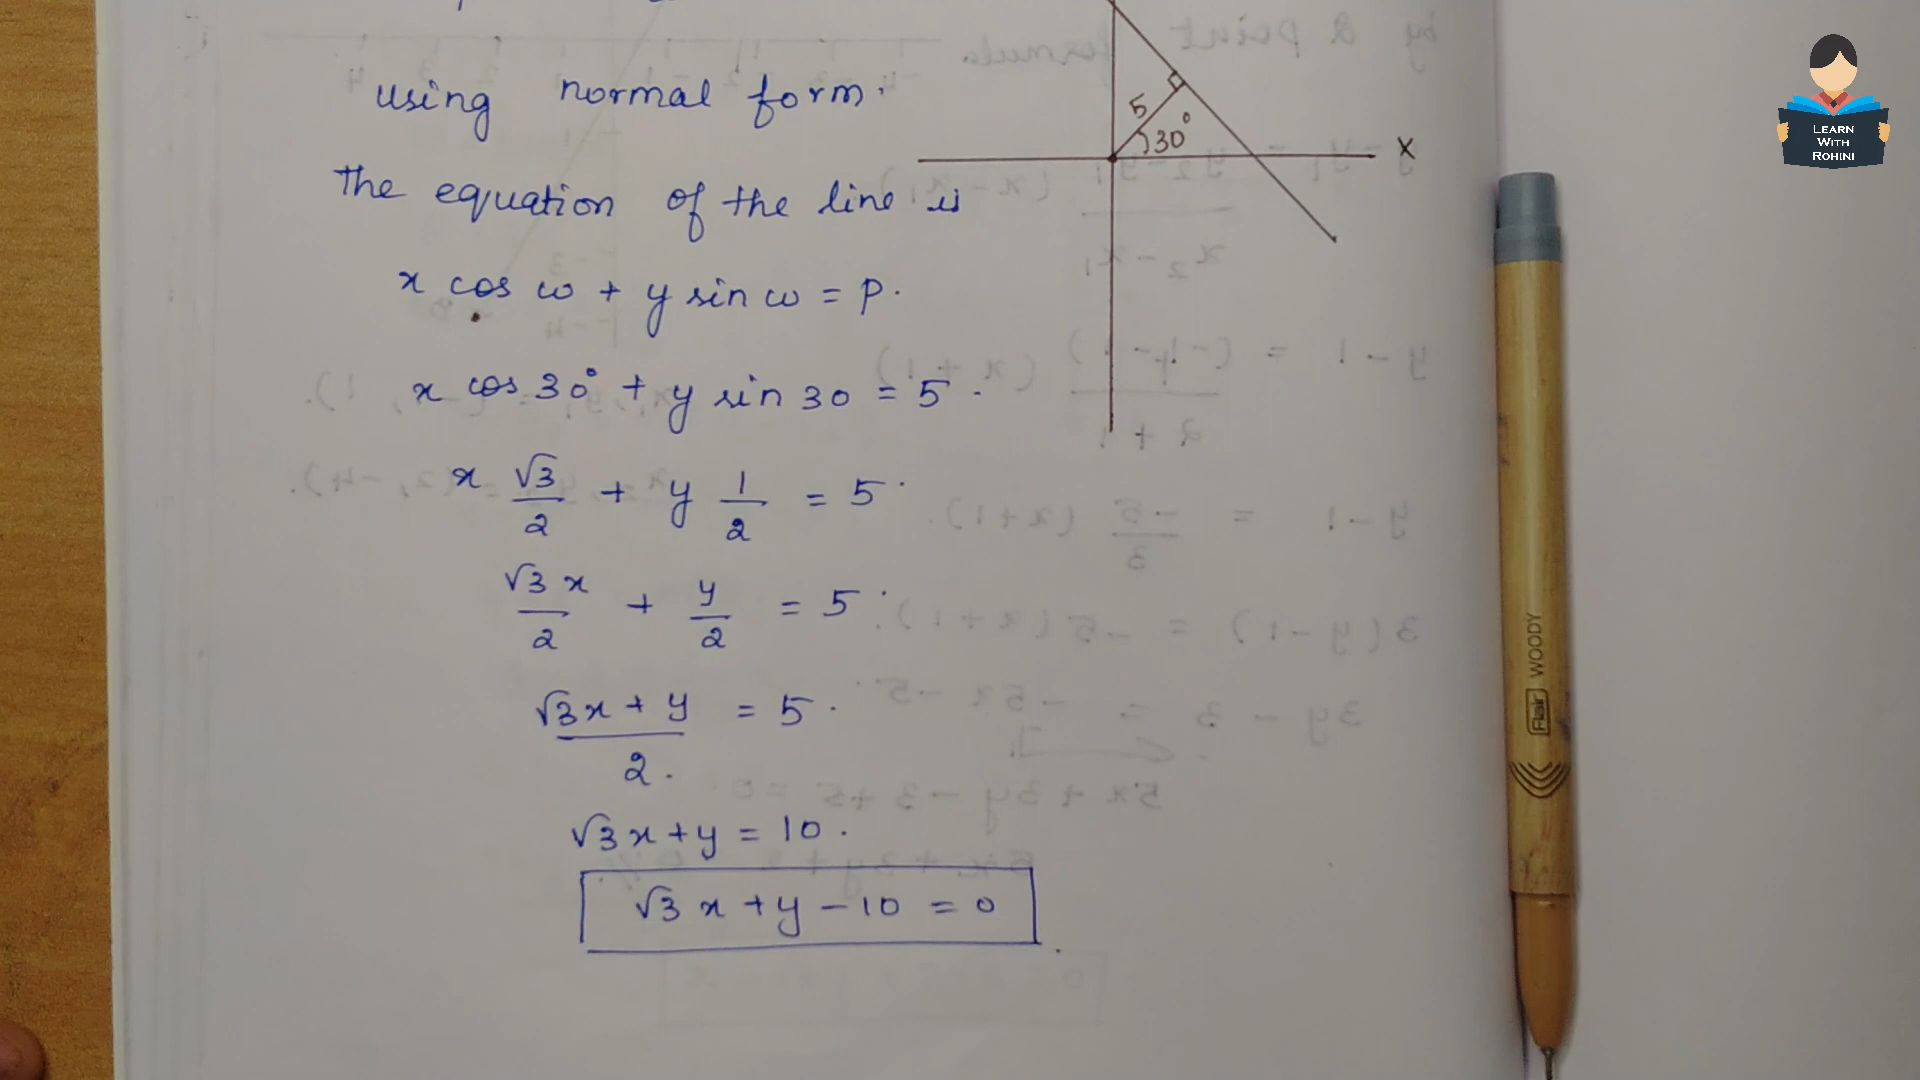 using normal form.
5
30°
X
The equation of the line is
x cos ω + y sin ω = p.
x cos 30° + y sin 30 = 5.
x √3/2 + y 1/2 = 5.
√3 x/2 + y/2 = 5.
√3x + y/2. = 5.
√3x + y = 10.
√3 x + y − 10 = 0
LEARN
With
ROHINI
Flair WOODY